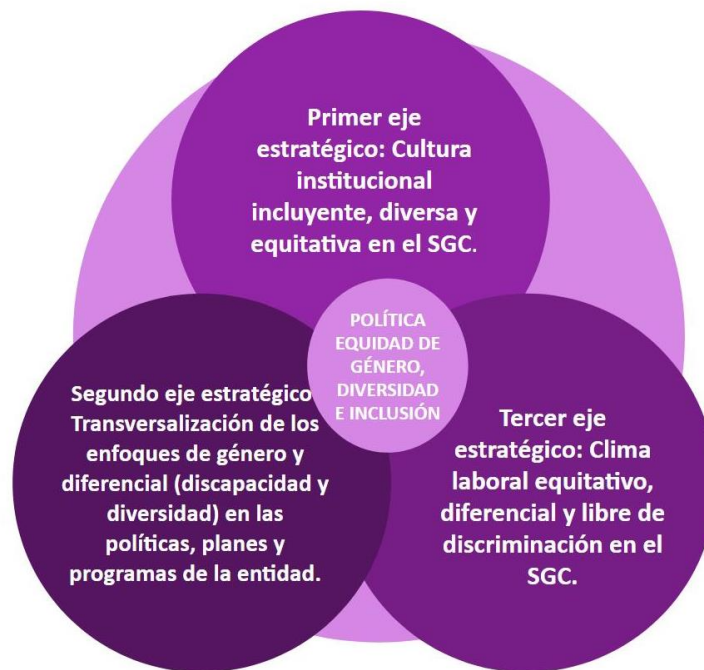 Primer eje
estratégico: Cultura
institucional
incluyente, diversa y
equitativa en el SGC.
POLÍTICA
EQUIDAD DE
GÉNERO,
DIVERSIDAD
E INCLUSIÓN
Segundo eje estratégico
Transversalización de los
enfoques de género y
diferencial (discapacidad y
diversidad) en las
políticas, planes y
programas de la entidad.
Tercer eje
estratégico: Clima
laboral equitativo,
diferencial y libre de
discriminación en el
SGC.